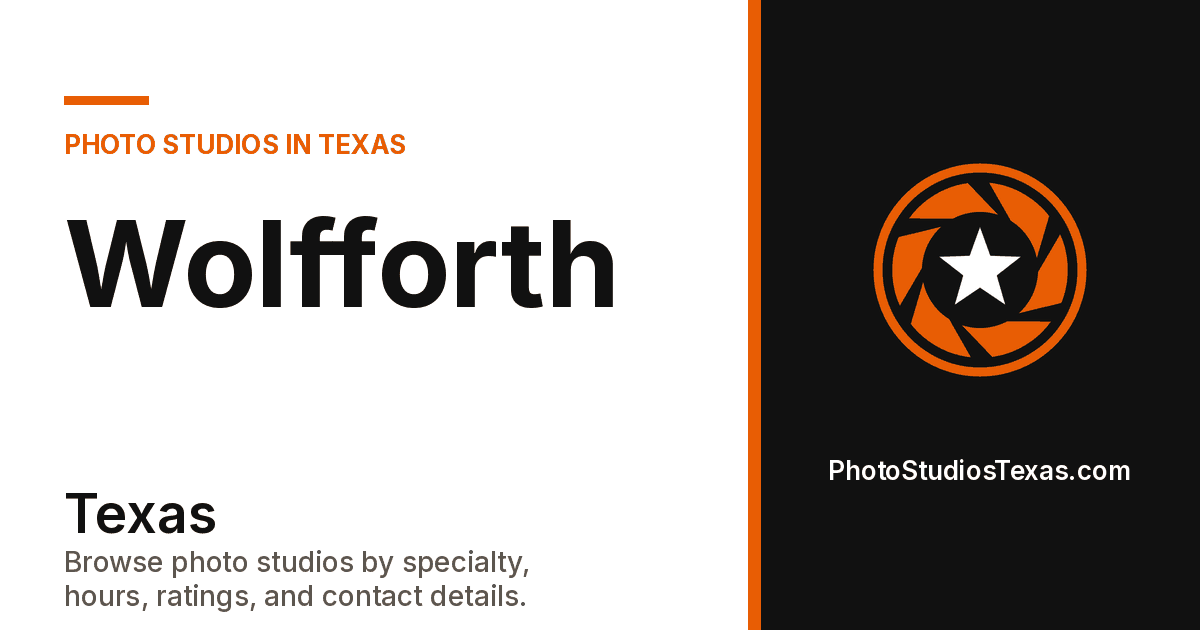 PHOTO STUDIOS IN TEXAS
Wolfforth
Texas
Browse photo studios by specialty,
hours, ratings, and contact details.
PhotoStudiosTexas.com